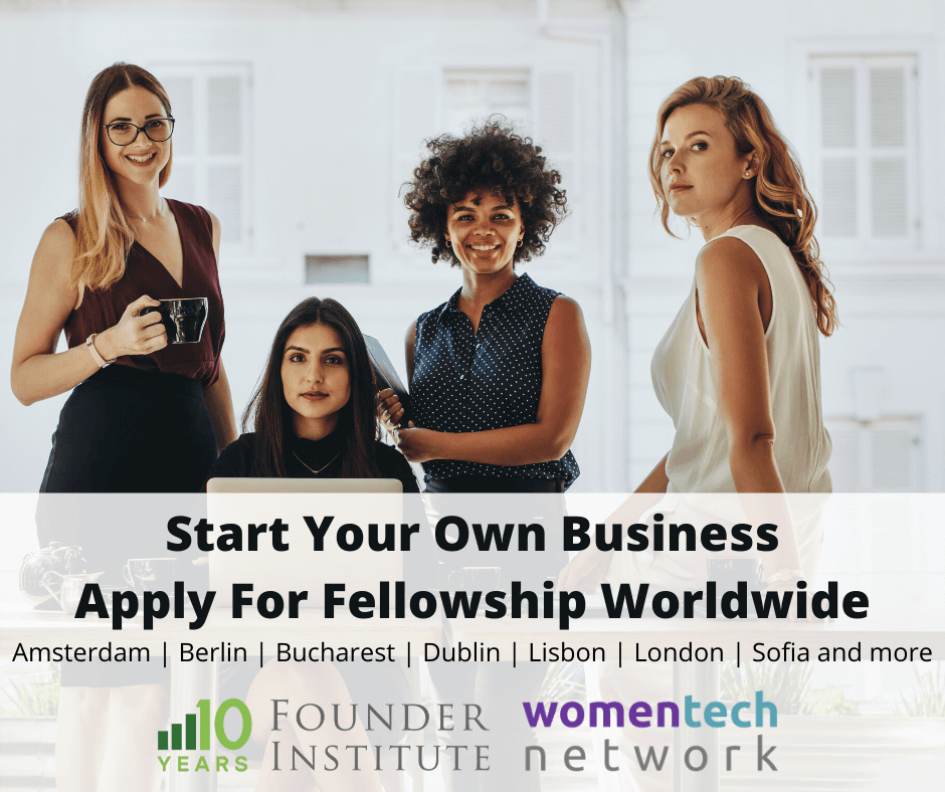 Start Your Own Business
Apply For Fellowship Worldwide
Amsterdam | Berlin | Bucharest | Dublin | Lisbon | London | Sofia and more
10
YEARS
FOUNDER
INSTITUTE
womentech
network